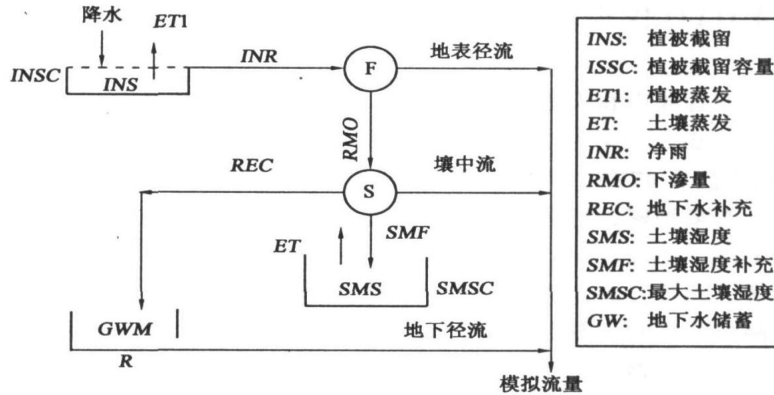 降水
ET1
INSC
INS
INR
F
地表径流
RMO
REC
S
壤中流
ET
SMF
SMS
SMSC
GWM
R
地下径流
模拟流量
INS: 植被截留
ISSC: 植被截留容量
ET1: 植被蒸发
ET: 土壤蒸发
INR: 净雨
RMO: 下渗量
REC: 地下水补充
SMS: 土壤湿度
SMF: 土壤湿度补充
SMSC:最大土壤湿度
GW: 地下水储蓄